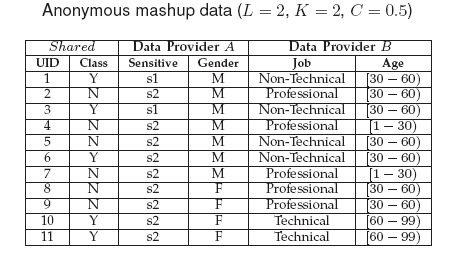 Anonymous mashup data (L = 2, K = 2, C = 0.5)
Shared Data Provider A Data Provider B
UID Class Sensitive Gender Job Age
1 Y s1 M Non-Technical [30 − 60)
2 N s2 M Professional [30 − 60)
3 Y s1 M Non-Technical [30 − 60)
4 N s2 M Professional [1 − 30)
5 N s2 M Non-Technical [30 − 60)
6 Y s2 M Non-Technical [30 − 60)
7 N s2 M Professional [1 − 30)
8 N s2 F Professional [30 − 60)
9 N s2 F Professional [30 − 60)
10 Y s2 F Technical [60 − 99)
11 Y s2 F Technical [60 − 99)